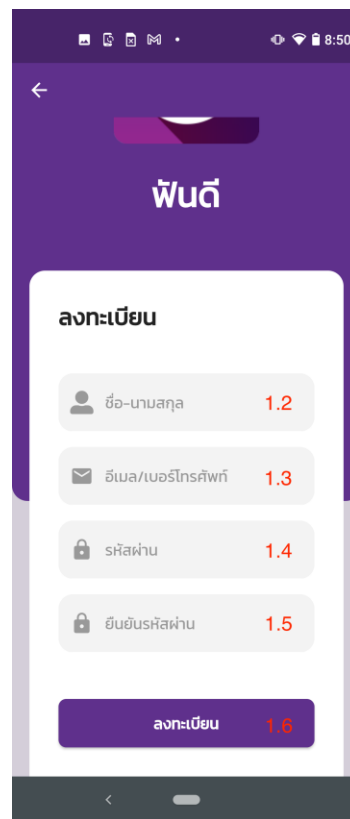 8:50
ฟันดี
ลงทะเบียน
ชื่อ-นามสกุล 1.2
อีเมล/เบอร์โทรศัพท์ 1.3
รหัสผ่าน 1.4
ยืนยันรหัสผ่าน 1.5
ลงทะเบียน 1.6